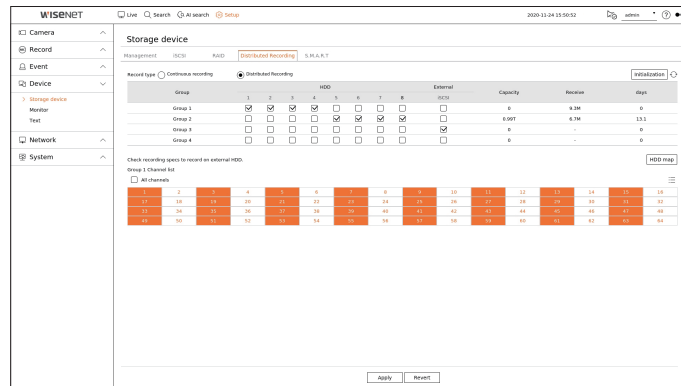 WISENET Live Search AI search Setup 2020-11-24 15:50:52 admin
Camera
Record
Event
Device
Storage device
Monitor
Text
Network
System
Storage device
Management iSCSI RAID Distributed Recording S.M.A.R.T
Record type Continuous recording Distributed Recording Initialization
Group HDD External Capacity Receive days
1 2 3 4 5 6 7 8 iSCSI
Group 1 0 9.3M 0
Group 2 0.99T 6.7M 13.1
Group 3 0 - 0
Group 4 0 - 0
Check recording specs to record on external HDD. HDD map
Group 1 Channel list
All channels
1 2 3 4 5 6 7 8 9 10 11 12 13 14 15 16
17 18 19 20 21 22 23 24 25 26 27 28 29 30 31 32
33 34 35 36 37 38 39 40 41 42 43 44 45 46 47 48
49 50 51 52 53 54 55 56 57 58 59 60 61 62 63 64
Apply Revert